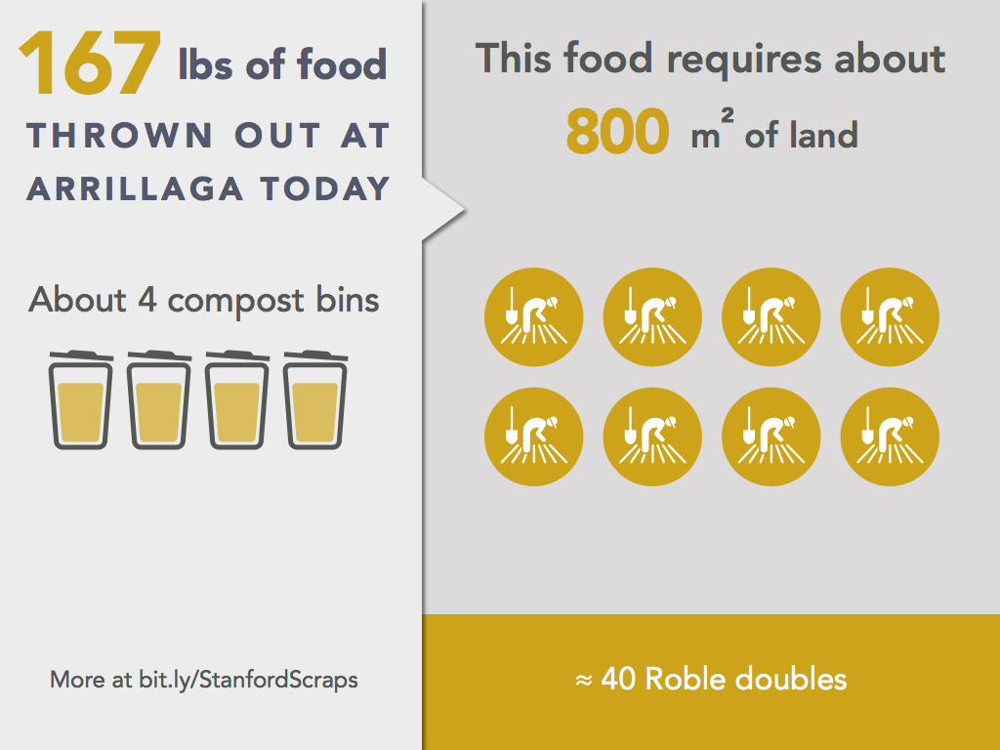 167 lbs of food
THROWN OUT AT
ARRILLAGA TODAY
About 4 compost bins
More at bit.ly/StanfordScraps
This food requires about
800 m² of land
≈ 40 Roble doubles